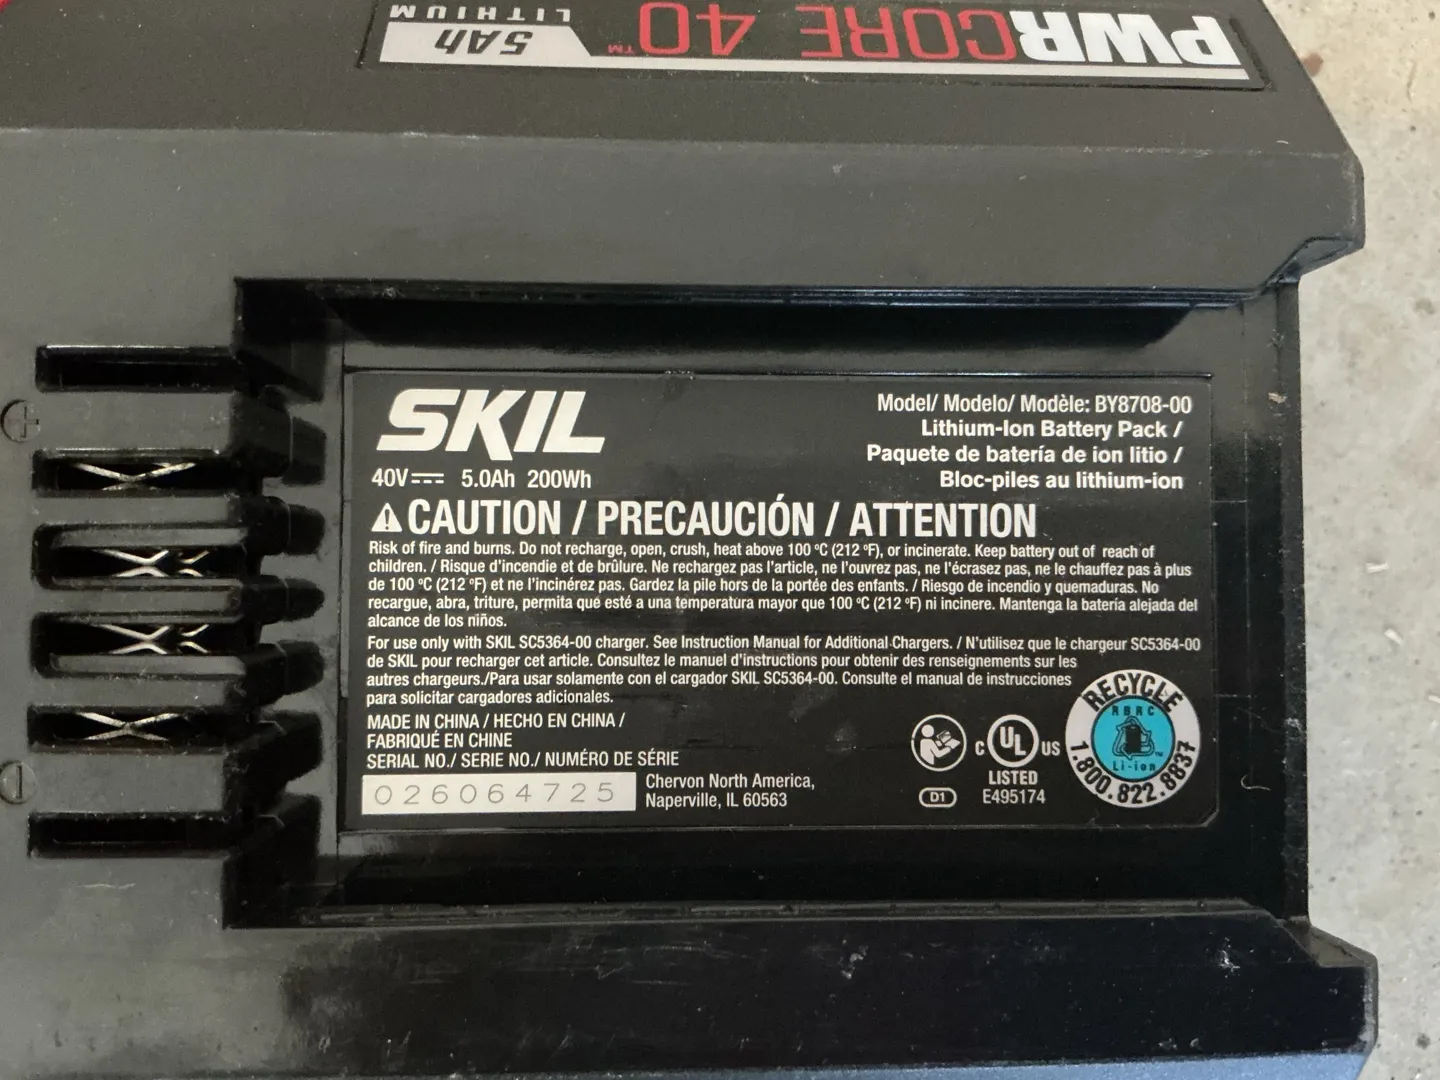 PWRCORE 40™
5Ah
LITHIUM
SKIL
40V 5.0Ah 200Wh
Model/ Modelo/ Modèle: BY8708-00
Lithium-Ion Battery Pack /
Paquete de batería de ion litio /
Bloc-piles au lithium-ion
CAUTION / PRECAUCIÓN / ATTENTION
Risk of fire and burns. Do not recharge, open, crush, heat above 100 ºC (212 ºF), or incinerate. Keep battery out of reach of
children. / Risque d'incendie et de brûlure. Ne rechargez pas l'article, ne l'ouvrez pas, ne l'écrasez pas, ne le chauffez pas à plus
de 100 ºC (212 ºF) et ne l'incinérez pas. Gardez la pile hors de la portée des enfants. / Riesgo de incendio y quemaduras. No
recargue, abra, triture, permita que esté a una temperatura mayor que 100 ºC (212 ºF) ni incinere. Mantenga la batería alejada del
alcance de los niños.
For use only with SKIL SC5364-00 charger. See Instruction Manual for Additional Chargers. / N'utilisez que le chargeur SC5364-00
de SKIL pour recharger cet article. Consultez le manuel d'instructions pour obtenir des renseignements sur les
autres chargeurs./Para usar solamente con el cargador SKIL SC5364-00. Consulte el manual de instrucciones
para solicitar cargadores adicionales.
MADE IN CHINA / HECHO EN CHINA /
FABRIQUÉ EN CHINE
SERIAL NO./ SERIE NO./ NUMÉRO DE SÉRIE
026064725
Chervon North America,
Naperville, IL 60563
D1
C UL US
LISTED
E495174
RECYCLE
RBRC
Li-ion
1.800.822.8837